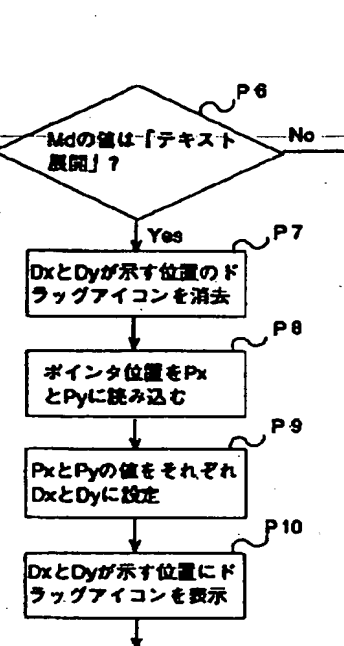 P6
Mdの値は「テキスト
展開」?
No
Yes
P7
DxとDyが示す位置のド
ラッグアイコンを消去
P8
ポインタ位置をPx
とPyに読み込む
P9
PxとPyの値をそれぞれ
DxとDyに設定
P10
DxとDyが示す位置にド
ラッグアイコンを表示